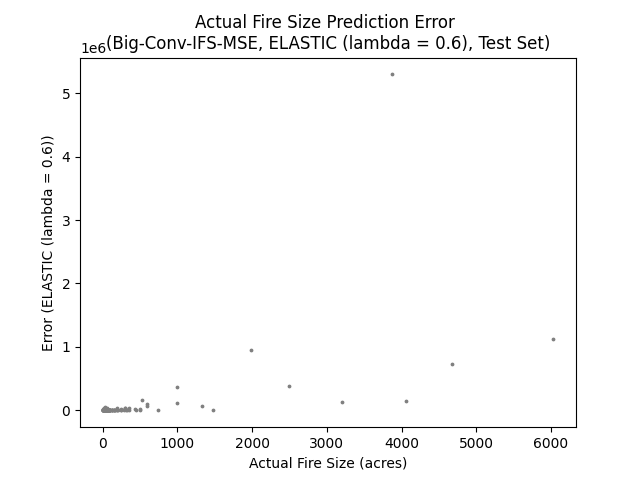 Actual Fire Size Prediction Error
(Big-Conv-IFS-MSE, ELASTIC (lambda = 0.6), Test Set)
1e6
5
4
3
2
1
0
Error (ELASTIC (lambda = 0.6))
0 1000 2000 3000 4000 5000 6000
Actual Fire Size (acres)